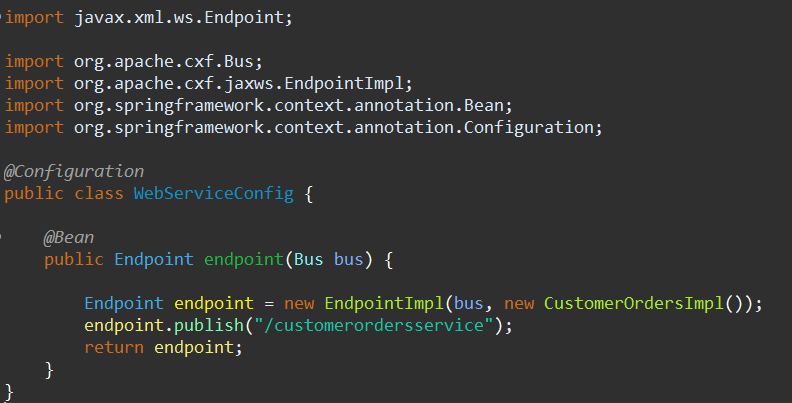 import javax.xml.ws.Endpoint;
import org.apache.cxf.Bus;
import org.apache.cxf.jaxws.EndpointImpl;
import org.springframework.context.annotation.Bean;
import org.springframework.context.annotation.Configuration;
@Configuration
public class WebServiceConfig {
@Bean
public Endpoint endpoint(Bus bus) {
Endpoint endpoint = new EndpointImpl(bus, new CustomerOrdersImpl());
endpoint.publish("/customerordersservice");
return endpoint;
}
}